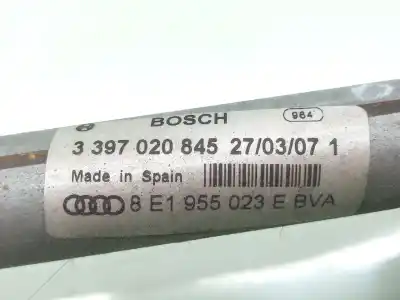 BOSCH 964
3 397 020 845 27/03/07 1
Made in Spain
8 E1 955 023 E BVA